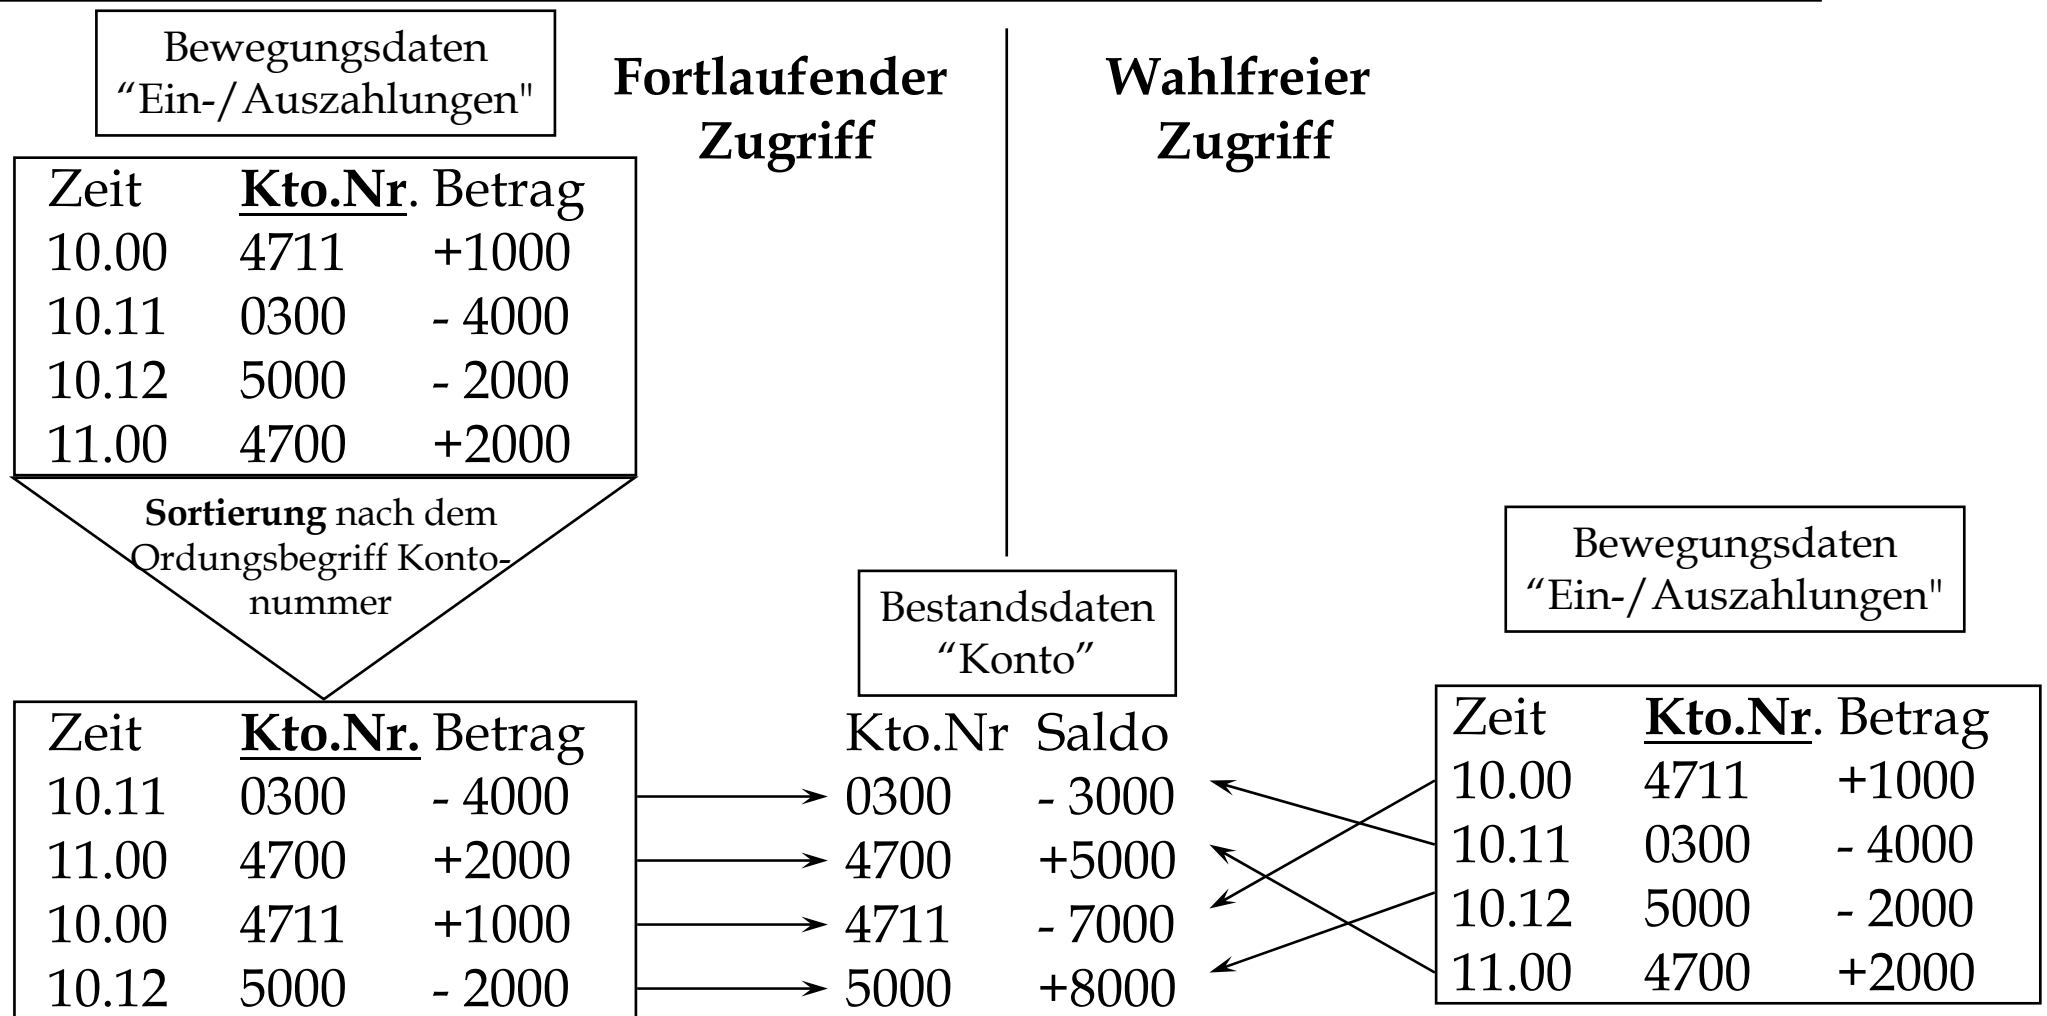 Bewegungsdaten
“Ein-/Auszahlungen"
Fortlaufender
Zugriff
Wahlfreier
Zugriff
Zeit Kto.Nr. Betrag
10.00 4711 +1000
10.11 0300 - 4000
10.12 5000 - 2000
11.00 4700 +2000
Sortierung nach dem
Ordungsbegriff Konto-
nummer
Zeit Kto.Nr. Betrag
10.11 0300 - 4000
11.00 4700 +2000
10.00 4711 +1000
10.12 5000 - 2000
Bestandsdaten
“Konto”
Kto.Nr Saldo
0300 - 3000
4700 +5000
4711 - 7000
5000 +8000
Bewegungsdaten
“Ein-/Auszahlungen"
Zeit Kto.Nr. Betrag
10.00 4711 +1000
10.11 0300 - 4000
10.12 5000 - 2000
11.00 4700 +2000